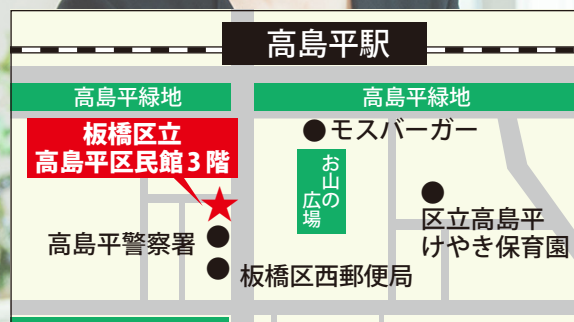 高島平駅
高島平緑地
高島平緑地
板橋区立
高島平区民館3階
モスバーガー
お山の
広場
区立高島平
けやき保育園
高島平警察署
板橋区西郵便局